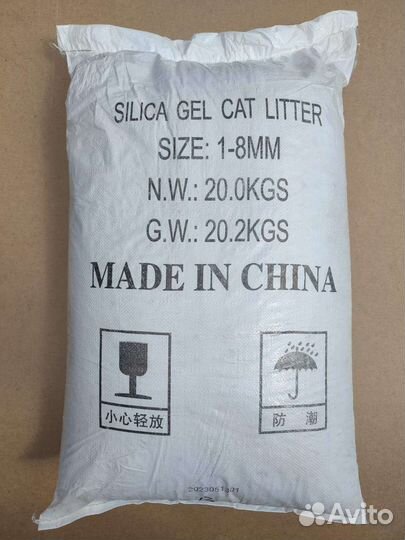 SILICA GEL CAT LITTER
SIZE: 1-8MM
N.W.: 20.0KGS
G.W.: 20.2KGS
MADE IN CHINA
小心轻放
防 潮
Avito